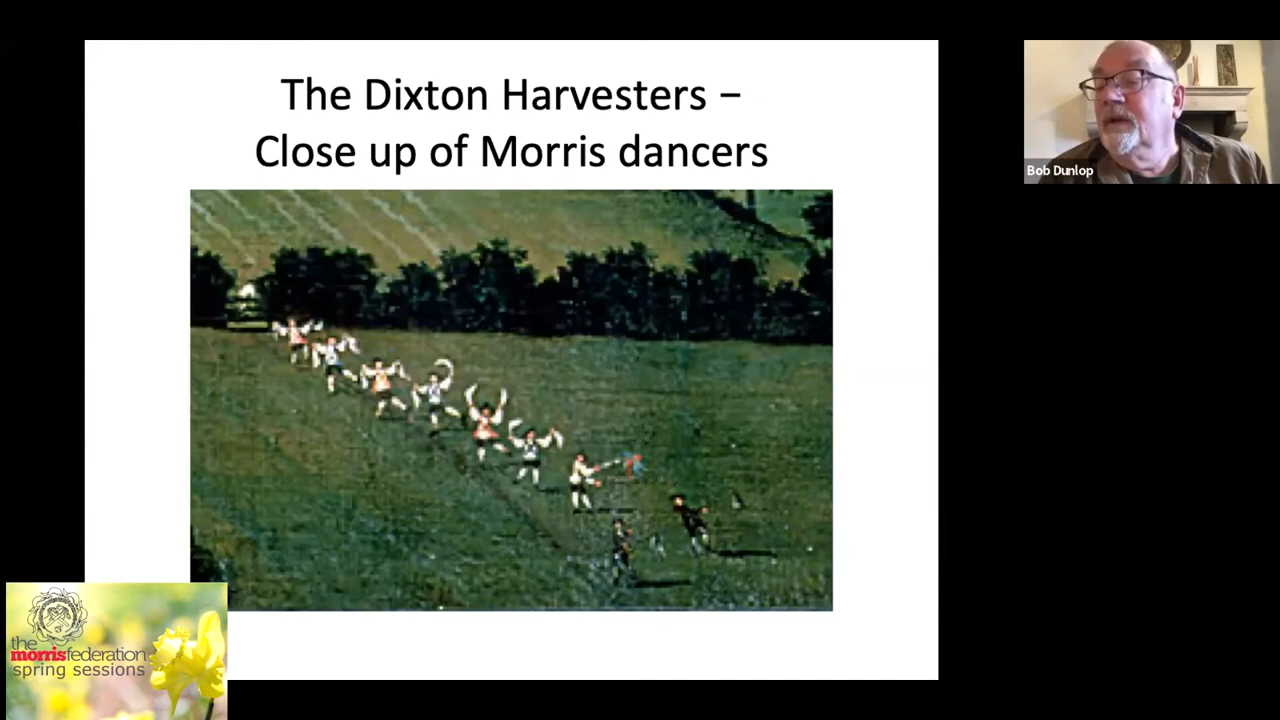 The Dixton Harvesters –
Close up of Morris dancers
Bob Dunlop
the
morrisfederation
spring sessions